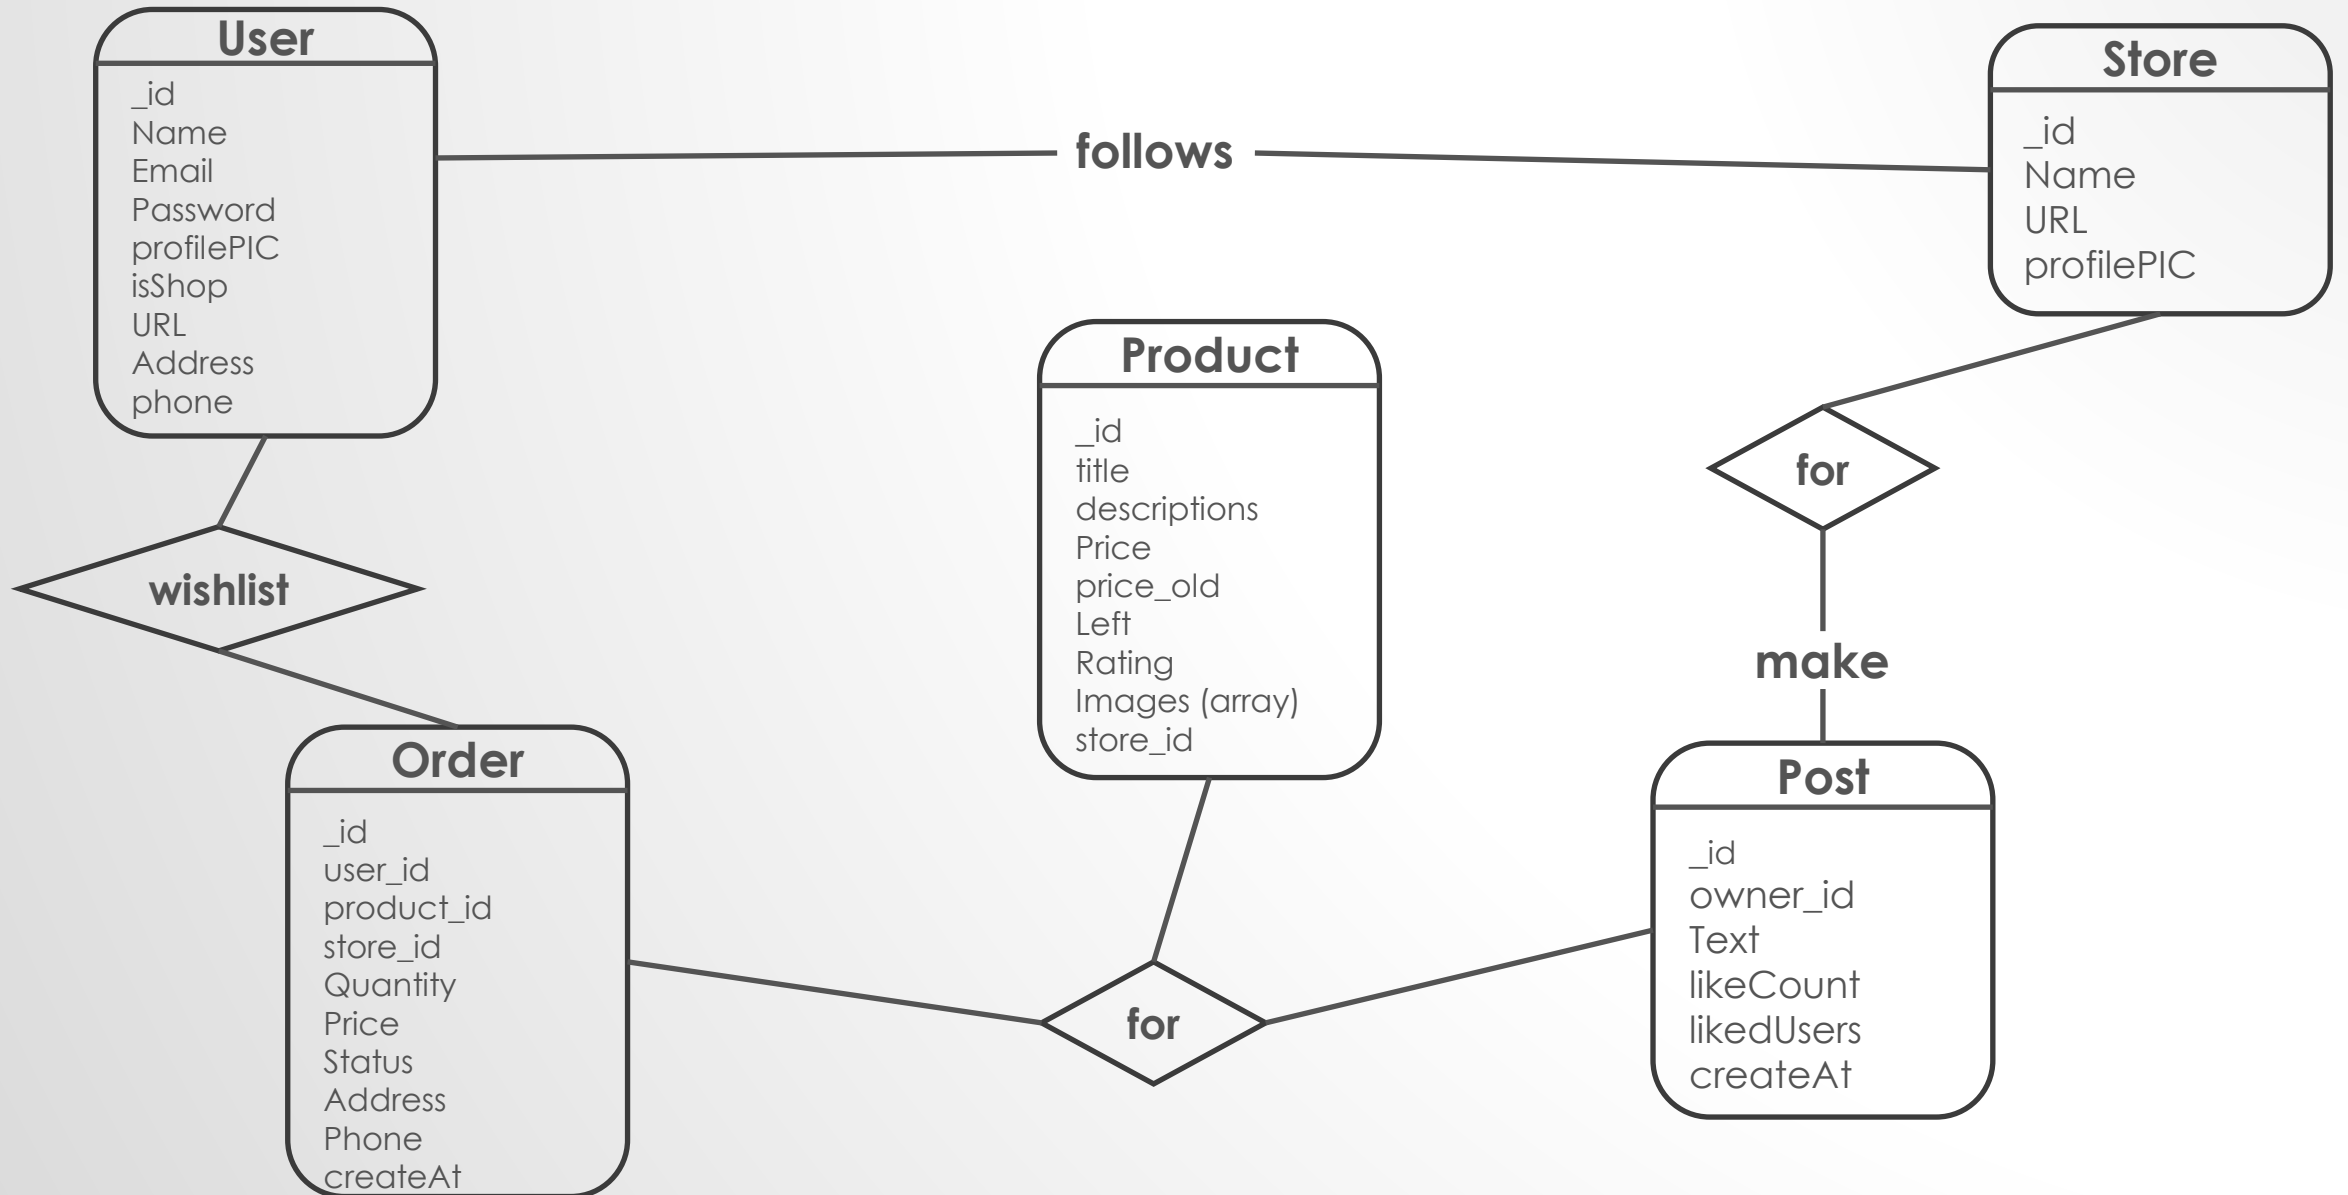 User
_id
Name
Email
Password
profilePIC
isShop
URL
Address
phone
follows
Store
_id
Name
URL
profilePIC
Product
_id
title
descriptions
Price
price_old
Left
Rating
Images (array)
store_id
for
make
wishlist
Order
_id
user_id
product_id
store_id
Quantity
Price
Status
Address
Phone
createAt
for
Post
_id
owner_id
Text
likeCount
likedUsers
createAt